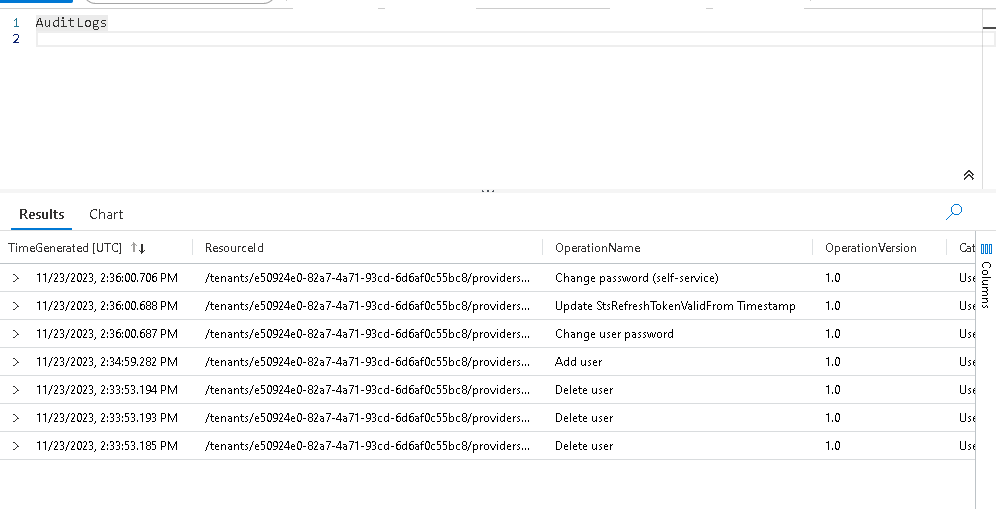 1 AuditLogs
2
Results Chart
TimeGenerated [UTC] ResourceId OperationName OperationVersion Cat
11/23/2023, 2:36:00.706 PM /tenants/e50924e0-82a7-4a71-93cd-6d6af0c55bc8/providers... Change password (self-service) 1.0 Use
11/23/2023, 2:36:00.688 PM /tenants/e50924e0-82a7-4a71-93cd-6d6af0c55bc8/providers... Update StsRefreshTokenValidFrom Timestamp 1.0 Use
11/23/2023, 2:36:00.687 PM /tenants/e50924e0-82a7-4a71-93cd-6d6af0c55bc8/providers... Change user password 1.0 Use
11/23/2023, 2:34:59.282 PM /tenants/e50924e0-82a7-4a71-93cd-6d6af0c55bc8/providers... Add user 1.0 Use
11/23/2023, 2:33:53.194 PM /tenants/e50924e0-82a7-4a71-93cd-6d6af0c55bc8/providers... Delete user 1.0 Use
11/23/2023, 2:33:53.193 PM /tenants/e50924e0-82a7-4a71-93cd-6d6af0c55bc8/providers... Delete user 1.0 Use
11/23/2023, 2:33:53.185 PM /tenants/e50924e0-82a7-4a71-93cd-6d6af0c55bc8/providers... Delete user 1.0 Use
Columns